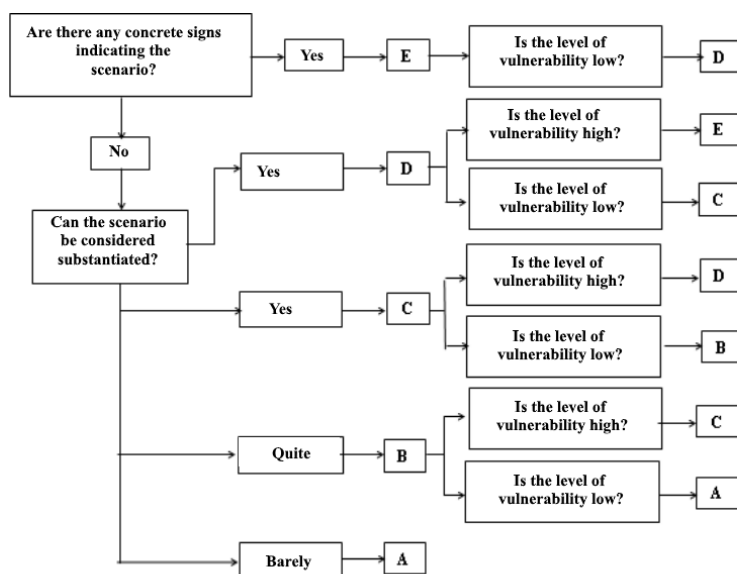 Are there any concrete signs
indicating the
scenario?
Yes
E
Is the level of
vulnerability low?
D
No
Yes
D
Is the level of
vulnerability high?
E
Is the level of
vulnerability low?
C
Can the scenario
be considered
substantiated?
Yes
C
Is the level of
vulnerability high?
D
Is the level of
vulnerability low?
B
Quite
B
Is the level of
vulnerability high?
C
Is the level of
vulnerability low?
A
Barely
A